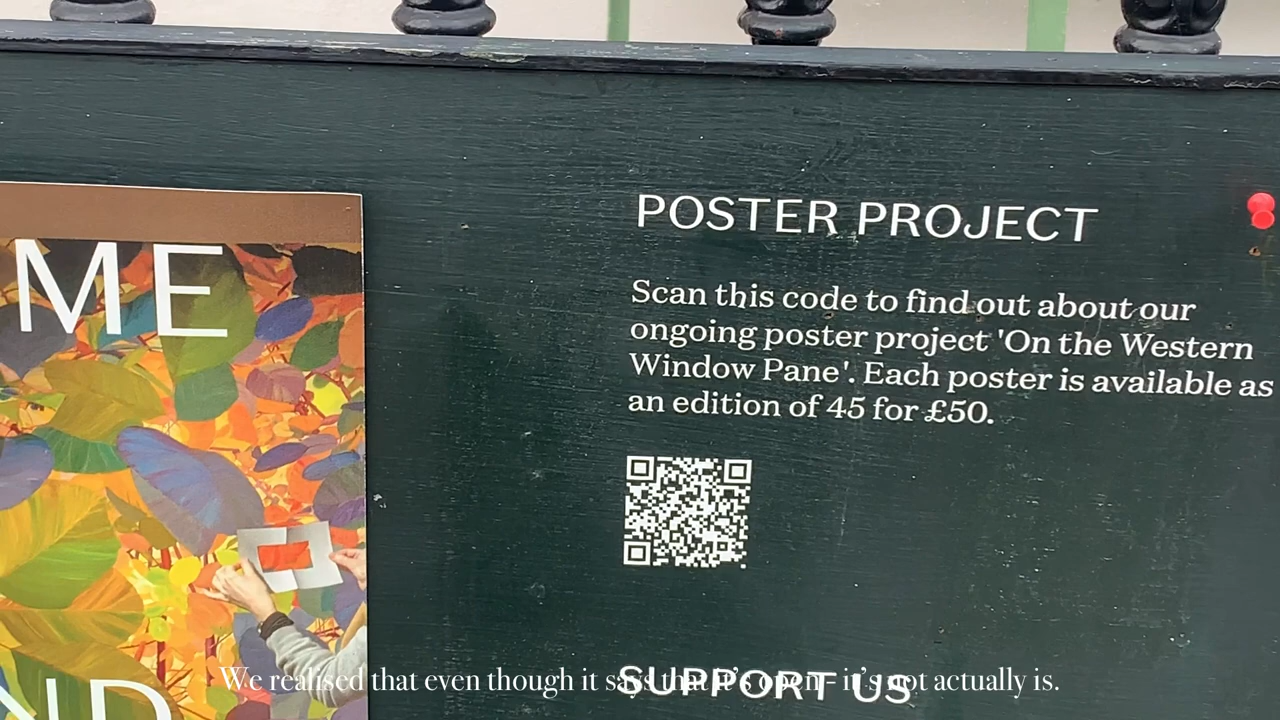 ME
ND
POSTER PROJECT
Scan this code to find out about our
ongoing poster project 'On the Western
Window Pane'. Each poster is available as
an edition of 45 for £50.
SUPPORT US
We realised that even though it says that it's open - it's not actually is.